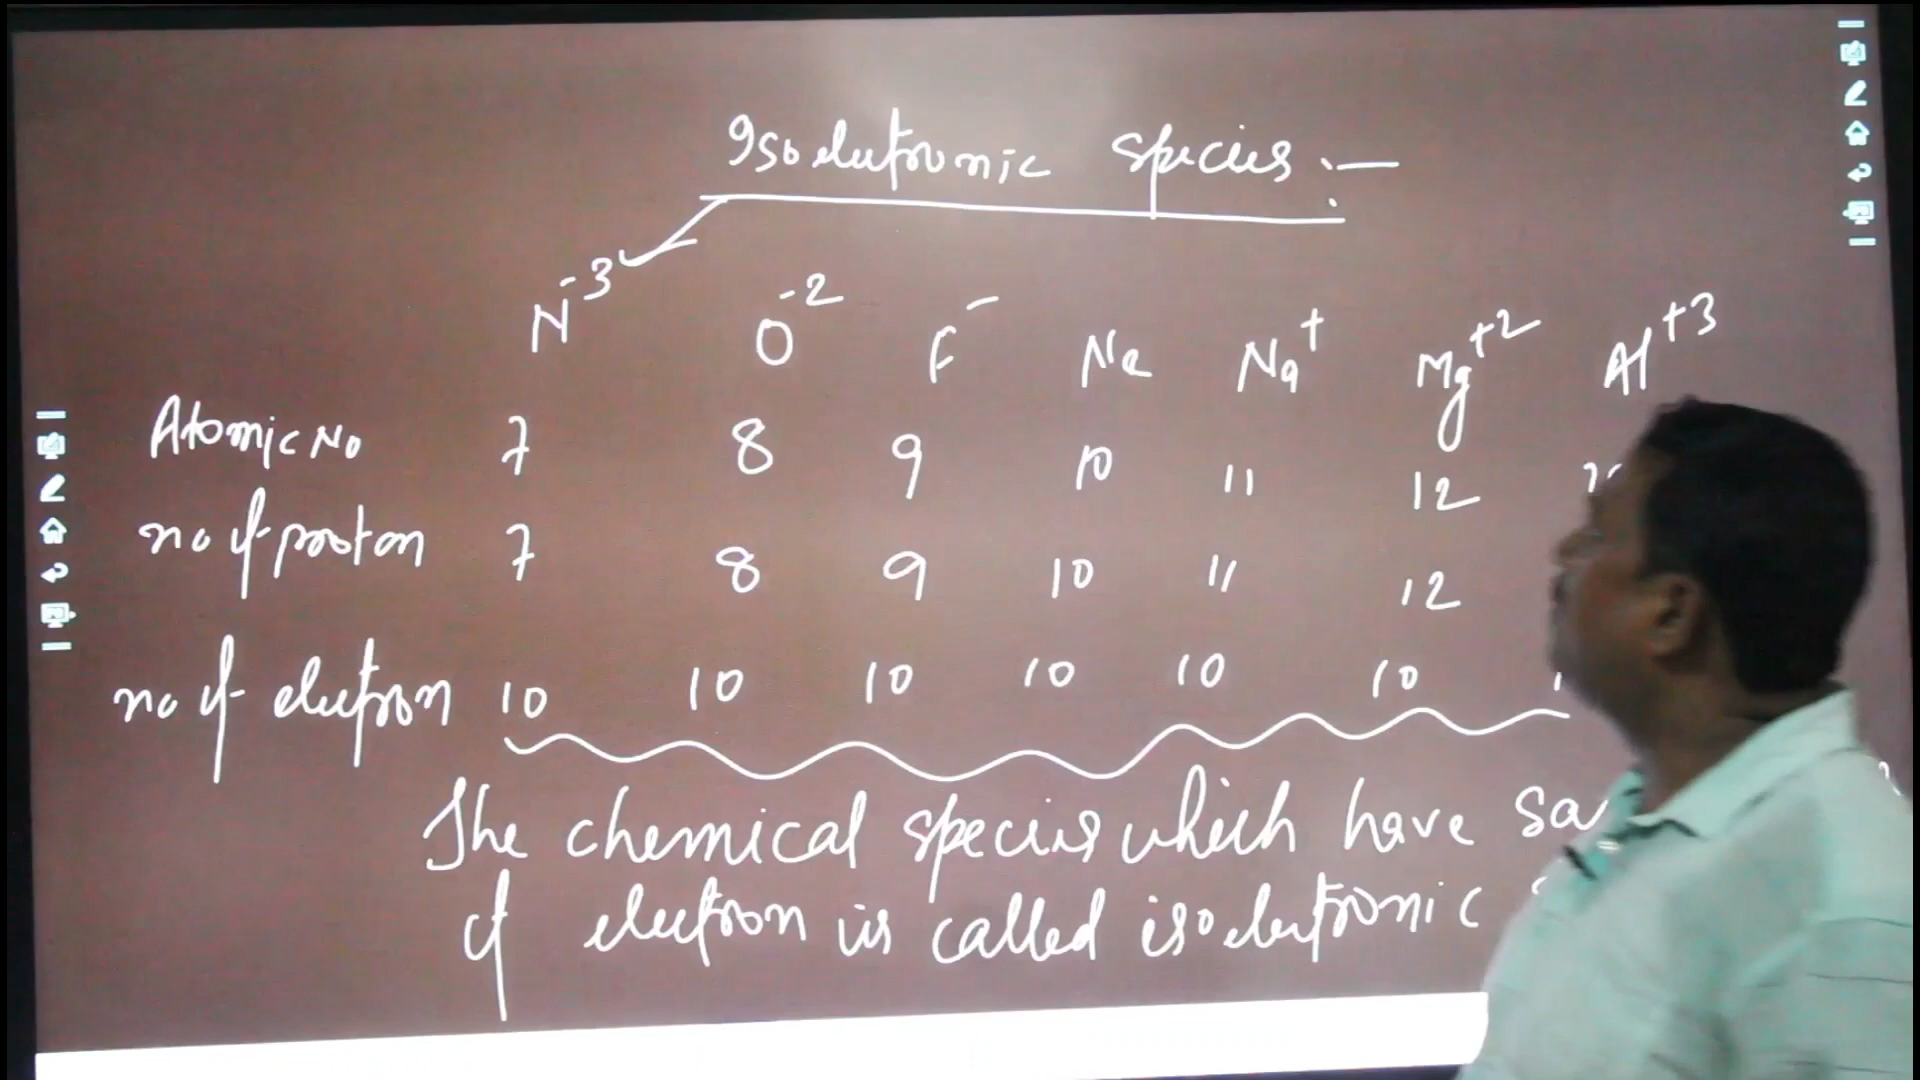 Isoelectronic species :-
N-3 O-2 F- Ne Na+ Mg+2 Al+3
Atomic No 7 8 9 10 11 12
no of proton 7 8 9 10 11 12
no of electron 10 10 10 10 10 10
The chemical species which have sa
of electron is called isoelectronic